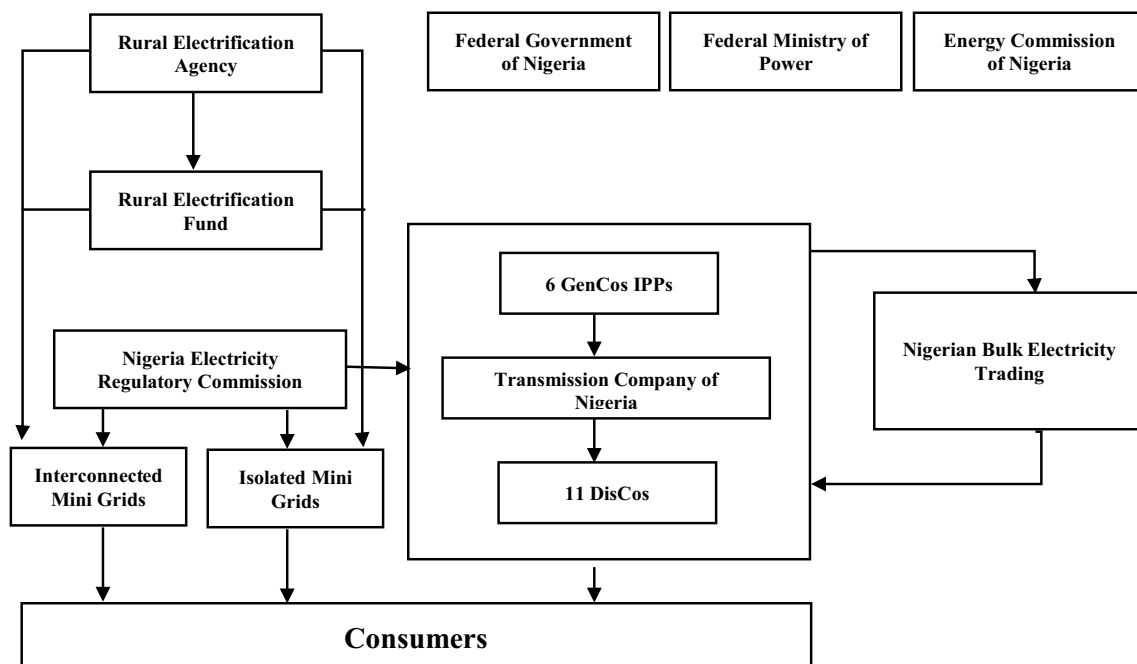 Rural Electrification
Agency
Federal Government
of Nigeria
Federal Ministry of
Power
Energy Commission
of Nigeria
Rural Electrification
Fund
6 GenCos IPPs
Nigeria Electricity
Regulatory Commission
Transmission Company of
Nigeria
Nigerian Bulk Electricity
Trading
Interconnected
Mini Grids
Isolated Mini
Grids
11 DisCos
Consumers